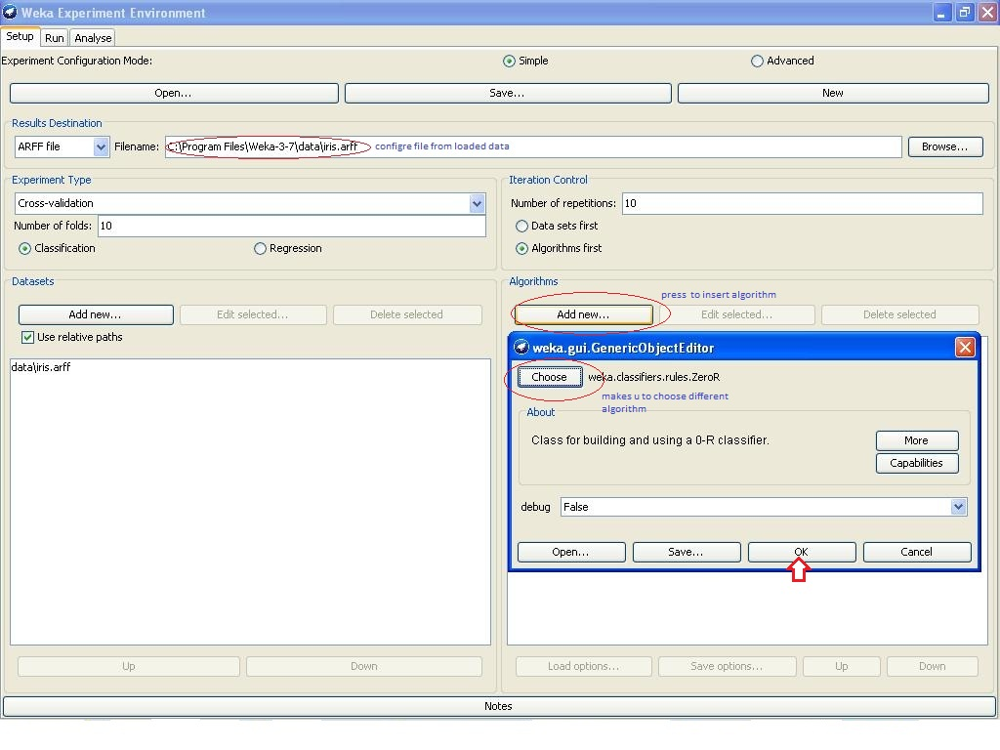 Weka Experiment Environment
Setup Run Analyse
Experiment Configuration Mode: Simple Advanced
Open... Save... New
Results Destination
ARFF file Filename: C:\Program Files\Weka-3-7\data\iris.arff configre file from loaded data Browse...
Experiment Type Iteration Control
Cross-validation Number of repetitions: 10
Number of folds: 10 Data sets first
Classification Regression Algorithms first
Datasets Algorithms
press to insert algorithm
Add new... Edit selected... Delete selected Add new... Edit selected... Delete selected
Use relative paths
weka.gui.GenericObjectEditor
data\iris.arff
Choose weka.classifiers.rules.ZeroR
makes u to choose different
algorithm
About
Class for building and using a 0-R classifier. More
Capabilities
debug False
Open... Save... OK Cancel
Up Down Load options... Save options... Up Down
Notes